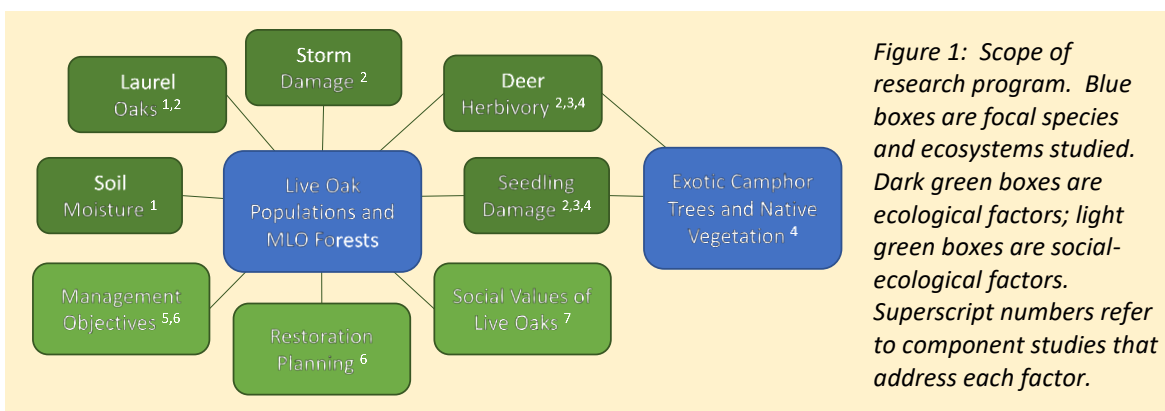 Storm
Damage 2
Laurel
Oaks 1,2
Deer
Herbivory 2,3,4
Soil
Moisture 1
Live Oak
Populations and
MLO Forests
Seedling
Damage 2,3,4
Exotic Camphor
Trees and Native
Vegetation 4
Management
Objectives 5,6
Restoration
Planning 6
Social Values of
Live Oaks 7
Figure 1: Scope of
research program. Blue
boxes are focal species
and ecosystems studied.
Dark green boxes are
ecological factors; light
green boxes are social-
ecological factors.
Superscript numbers refer
to component studies that
address each factor.